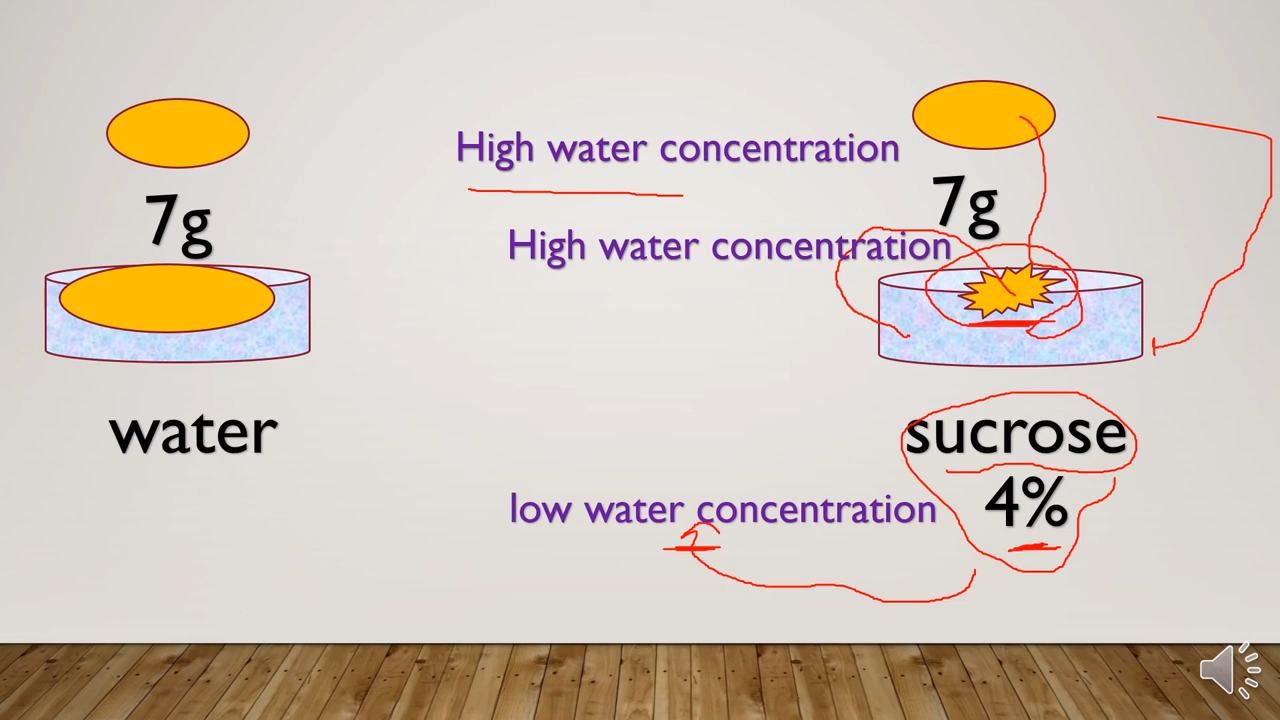 High water concentration
7g
7g
High water concentration
water
sucrose
4%
low water concentration